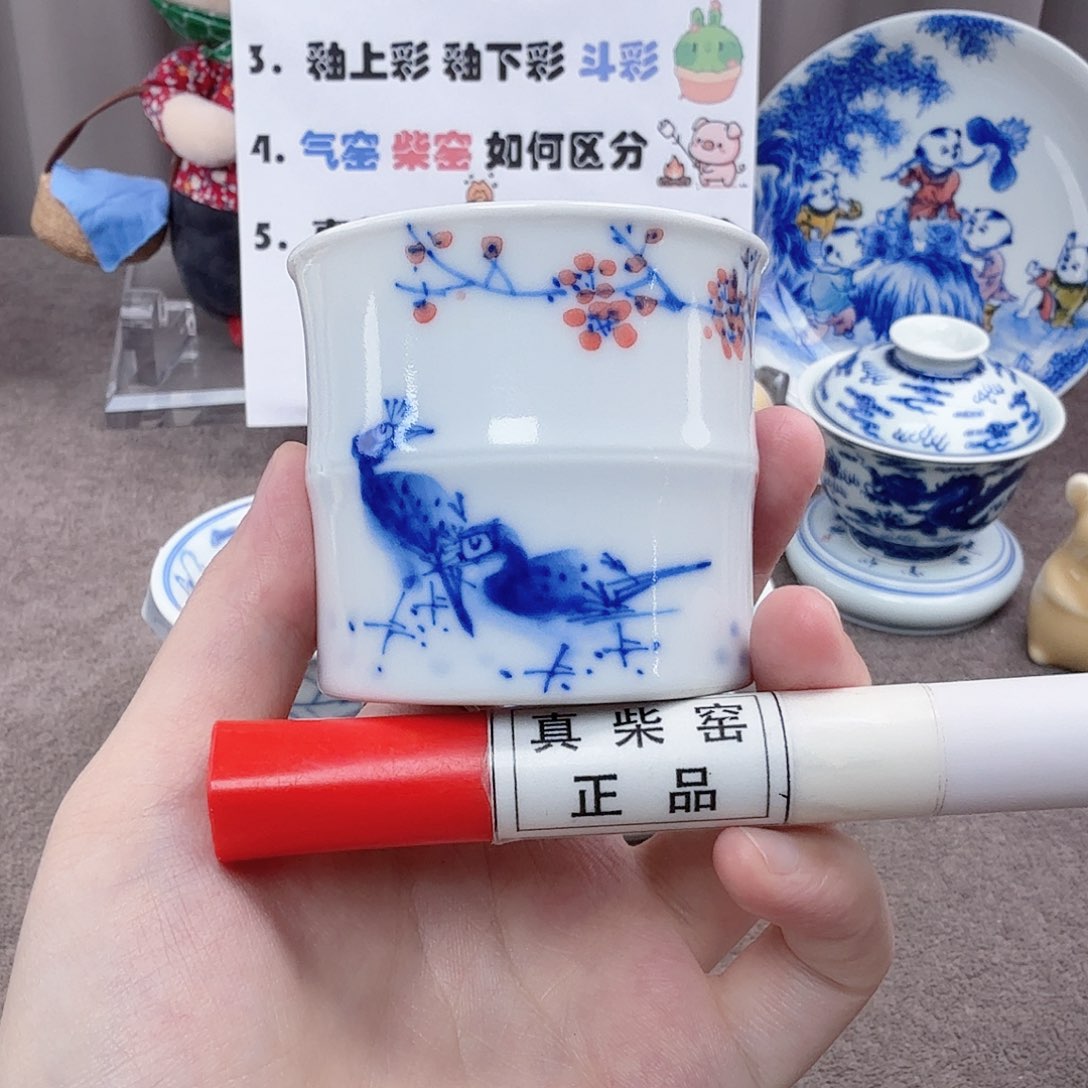 3. 釉上彩 釉下彩 斗彩
4. 气窑 柴窑 如何区分
5.
真柴窑
正品